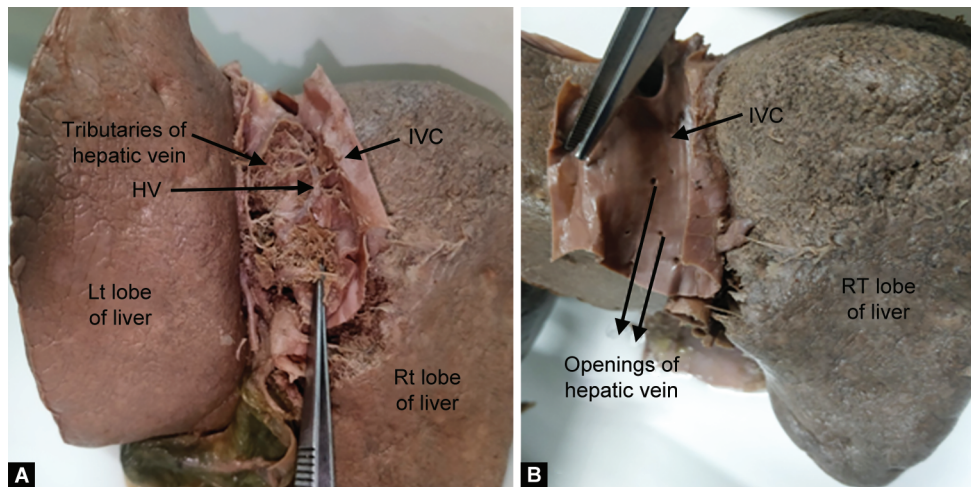 Tributaries of
hepatic vein
IVC
HV
Lt lobe
of liver
Rt lobe
of liver
A
IVC
RT lobe
of liver
Openings of
hepatic vein
B